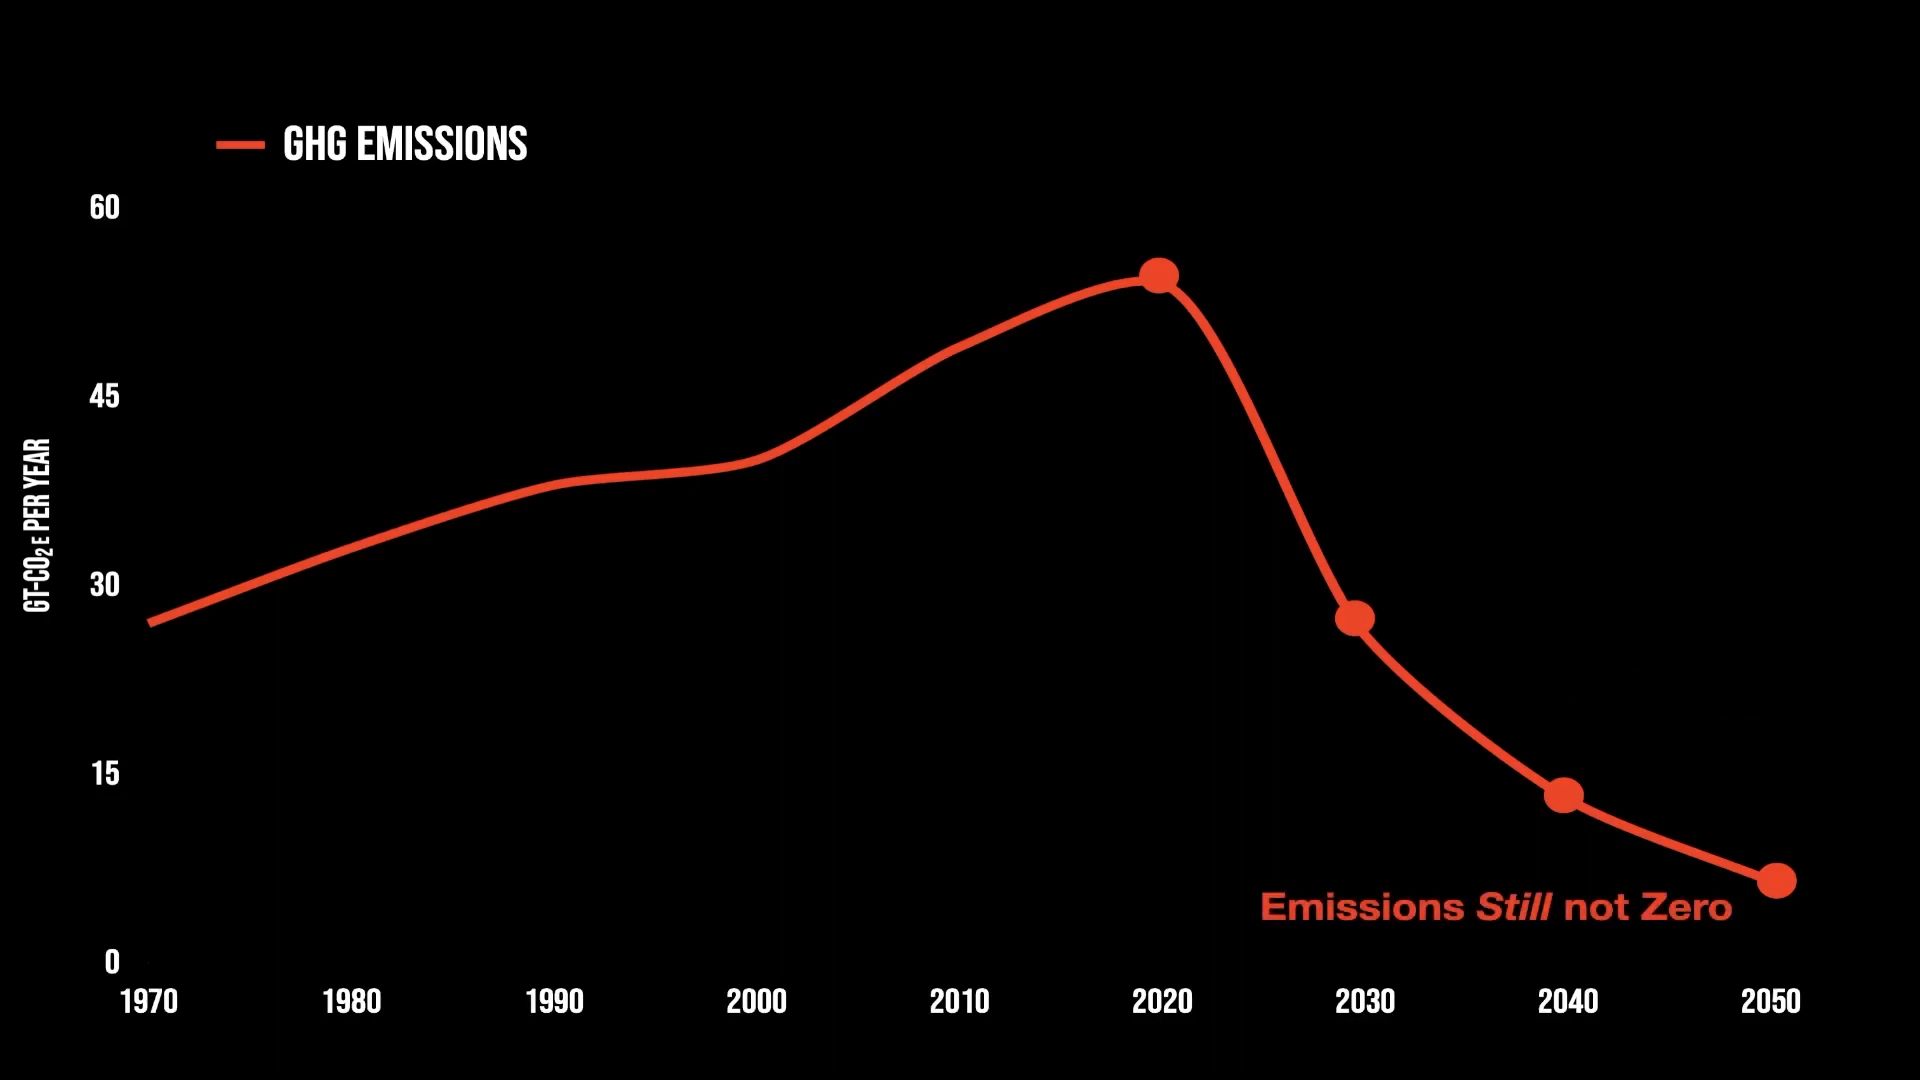 GHG EMISSIONS
60
45
30
15
0
GT-CO₂ E PER YEAR
Emissions Still not Zero
1970 1980 1990 2000 2010 2020 2030 2040 2050